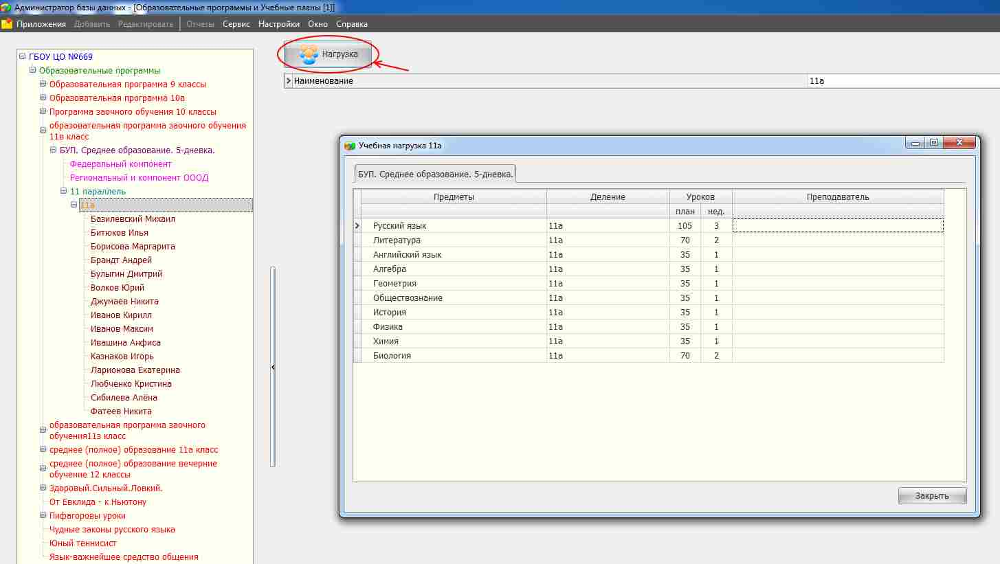 Администратор базы данных - [Образовательные программы и Учебные планы [1]]
Приложения Добавить Редактировать Отчеты Сервис Настройки Окно Справка
ГБОУ ЦО №669
Образовательные программы
Образовательная программа 9 классы
Образовательная программа 10а
Программа заочного обучения 10 классы
образовательная программа заочного обучения
11в класс
БУП. Среднее образование. 5-дневка.
Федеральный компонент
Региональный и компонент ОООД
11 параллель
11а
Базилевский Михаил
Битюков Илья
Борисова Маргарита
Брандт Андрей
Булыгин Дмитрий
Волков Юрий
Джумаев Никита
Иванов Кирилл
Иванов Максим
Ивашина Анфиса
Казнаков Игорь
Ларионова Екатерина
Любченко Кристина
Сибилева Алёна
Фатеев Никита
образовательная программа заочного
обучения11з класс
среднее (полное) образование 11а класс
среднее (полное) образование вечерние
обучение 12 классы
Здоровый.Сильный.Ловкий.
От Евклида - к Ньютону
Пифагоровы уроки
Чудные законы русского языка
Юный теннисист
Язык-важнейшее средство общения
Нагрузка
Наименование 11а
Учебная нагрузка 11а
БУП. Среднее образование. 5-дневка.
Предметы Деление Уроков Преподаватель
план нед.
Русский язык 11а 105 3
Литература 11а 70 2
Английский язык 11а 35 1
Алгебра 11а 35 1
Геометрия 11а 35 1
Обществознание 11а 35 1
История 11а 35 1
Физика 11а 35 1
Химия 11а 35 1
Биология 11а 70 2
Закрыть